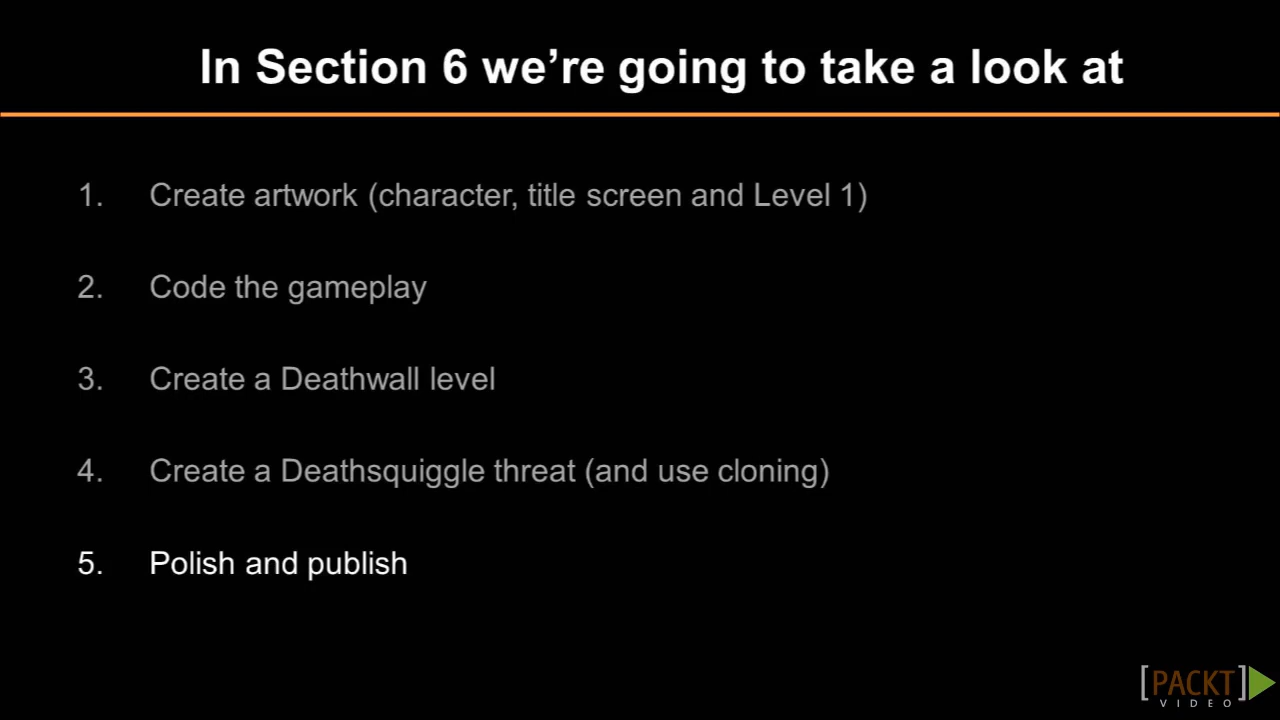 In Section 6 we’re going to take a look at
1. Create artwork (character, title screen and Level 1)
2. Code the gameplay
3. Create a Deathwall level
4. Create a Deathsquiggle threat (and use cloning)
5. Polish and publish
[PACKT]
VIDEO